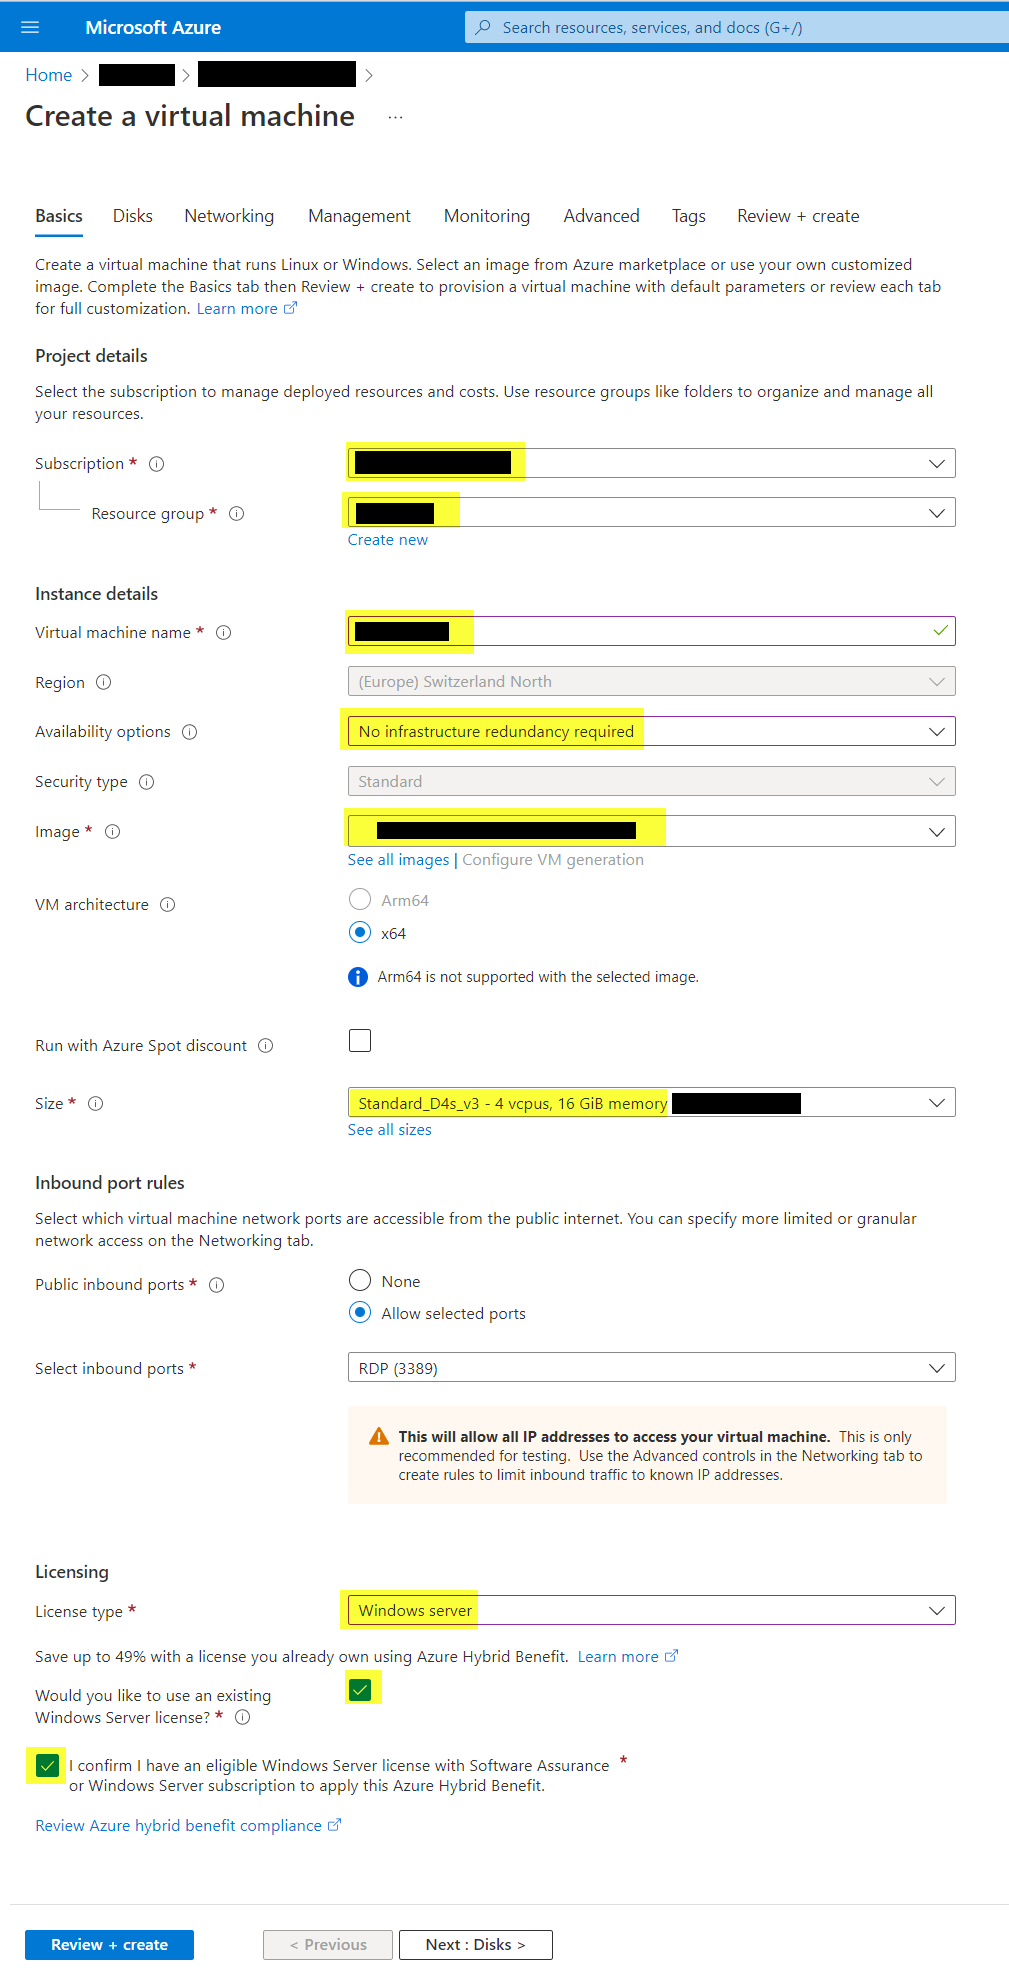 Microsoft Azure
Search resources, services, and docs (G+/)
Home
Create a virtual machine ...
Basics Disks Networking Management Monitoring Advanced Tags Review + create
Create a virtual machine that runs Linux or Windows. Select an image from Azure marketplace or use your own customized
image. Complete the Basics tab then Review + create to provision a virtual machine with default parameters or review each tab
for full customization. Learn more
Project details
Select the subscription to manage deployed resources and costs. Use resource groups like folders to organize and manage all
your resources.
Subscription *
Resource group *
Create new
Instance details
Virtual machine name *
Region (Europe) Switzerland North
Availability options No infrastructure redundancy required
Security type Standard
Image *
See all images | Configure VM generation
VM architecture Arm64
x64
Arm64 is not supported with the selected image.
Run with Azure Spot discount
Size * Standard_D4s_v3 - 4 vcpus, 16 GiB memory
See all sizes
Inbound port rules
Select which virtual machine network ports are accessible from the public internet. You can specify more limited or granular
network access on the Networking tab.
Public inbound ports * None
Allow selected ports
Select inbound ports * RDP (3389)
This will allow all IP addresses to access your virtual machine. This is only
recommended for testing. Use the Advanced controls in the Networking tab to
create rules to limit inbound traffic to known IP addresses.
Licensing
License type * Windows server
Save up to 49% with a license you already own using Azure Hybrid Benefit. Learn more
Would you like to use an existing
Windows Server license? *
I confirm I have an eligible Windows Server license with Software Assurance *
or Windows Server subscription to apply this Azure Hybrid Benefit.
Review Azure hybrid benefit compliance
Review + create < Previous Next : Disks >